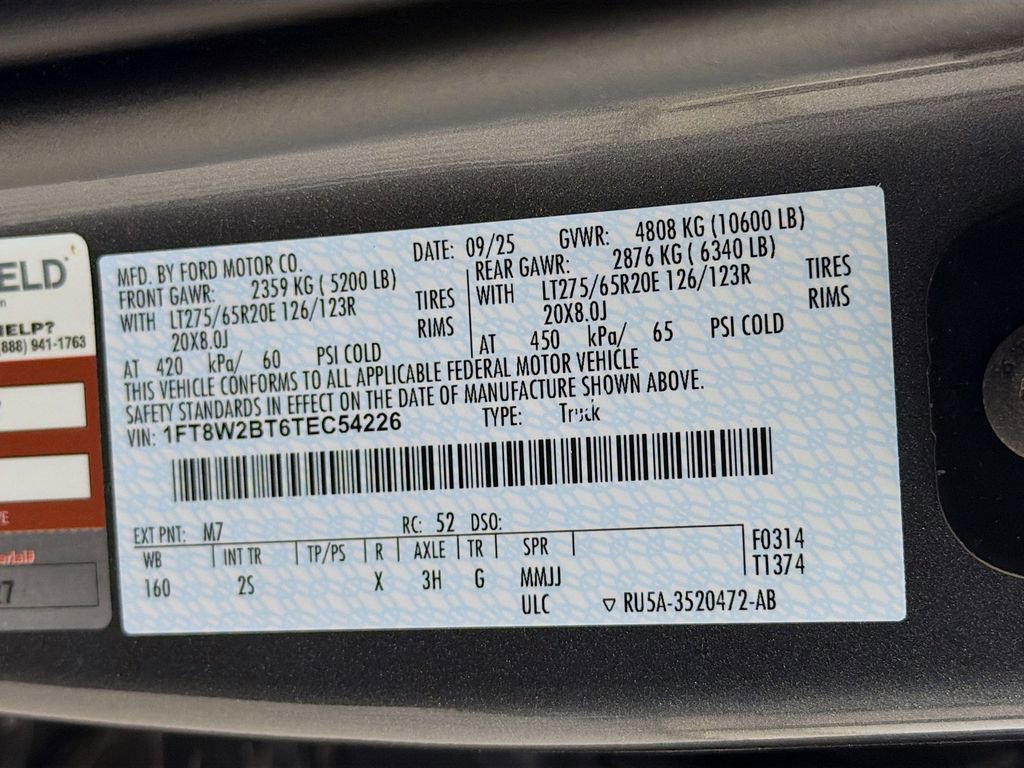 ELD
HELP?
(888) 941-1763
MFD. BY FORD MOTOR CO.
DATE: 09/25 GVWR: 4808 KG (10600 LB)
FRONT GAWR: 2359 KG ( 5200 LB)
REAR GAWR: 2876 KG ( 6340 LB)
WITH LT275/65R20E 126/123R TIRES
WITH LT275/65R20E 126/123R TIRES
20X8.0J RIMS
20X8.0J RIMS
AT 420 kPa/ 60 PSI COLD
AT 450 kPa/ 65 PSI COLD
THIS VEHICLE CONFORMS TO ALL APPLICABLE FEDERAL MOTOR VEHICLE
SAFETY STANDARDS IN EFFECT ON THE DATE OF MANUFACTURE SHOWN ABOVE.
VIN: 1FT8W2BT6TEC54226 TYPE: Truck
EXT PNT: M7 RC: 52 DSO:
WB INT TR TP/PS R AXLE TR SPR F0314
160 2S X 3H G MMJJ T1374
ULC ▽ RU5A-3520472-AB